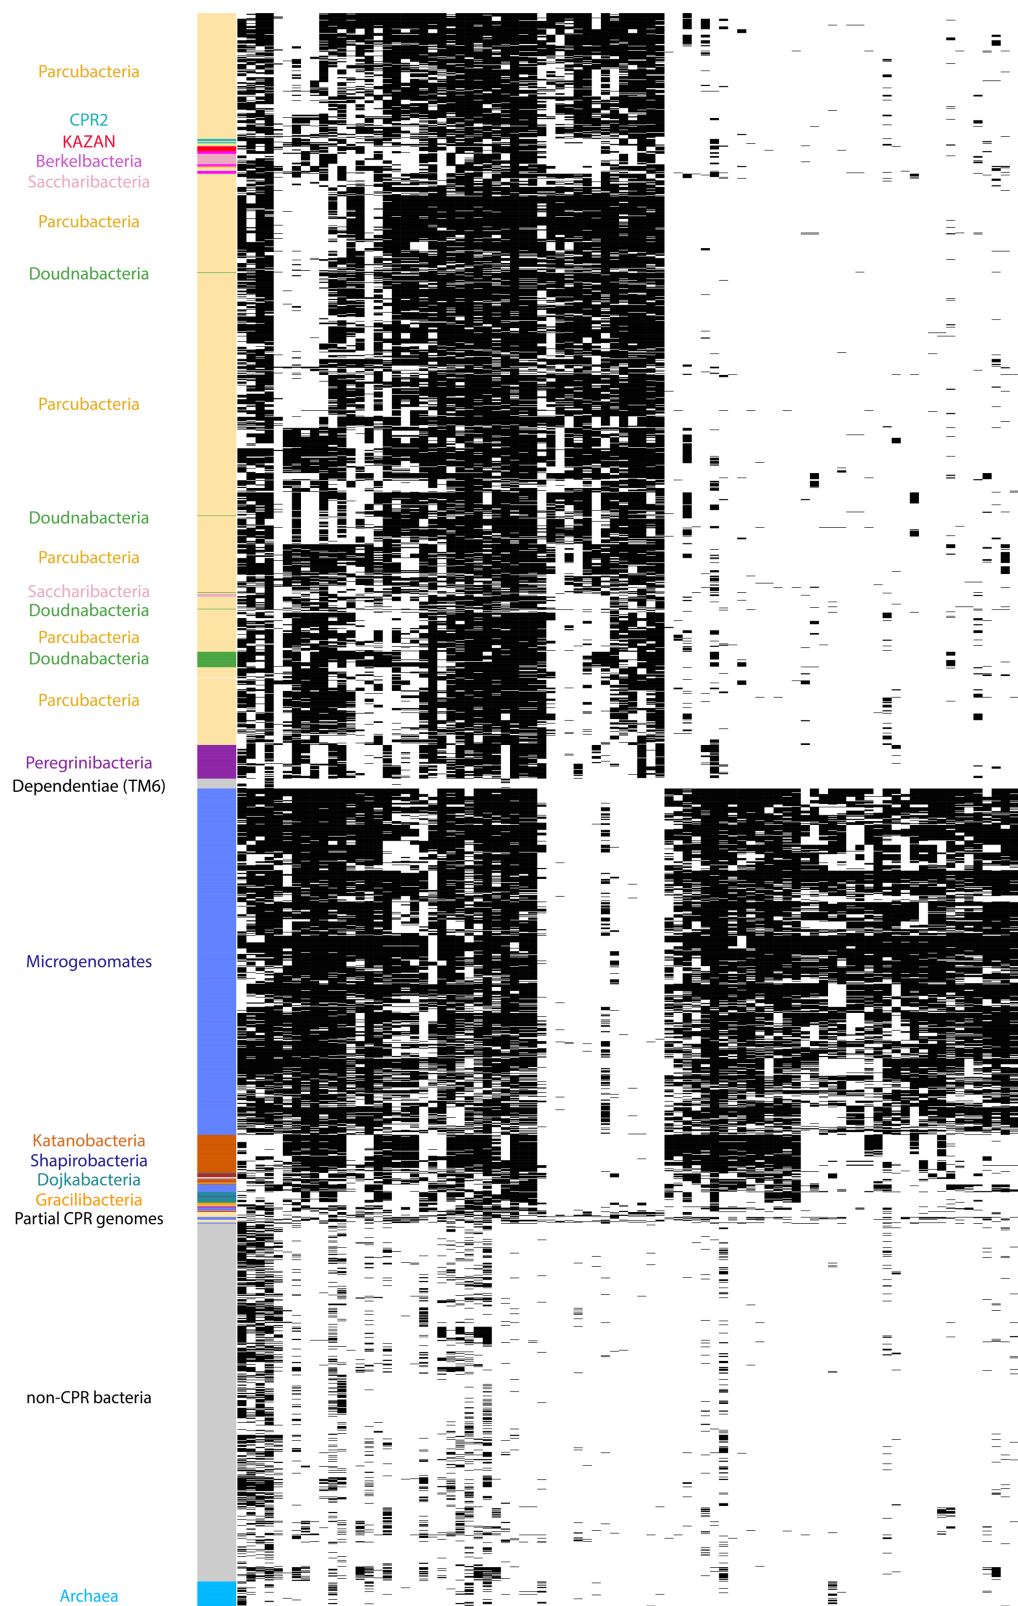 Parcubacteria
CPR2
KAZAN
Berkelbacteria
Saccharibacteria
Parcubacteria
Doudnabacteria
Parcubacteria
Doudnabacteria
Parcubacteria
Saccharibacteria
Doudnabacteria
Parcubacteria
Doudnabacteria
Parcubacteria
Peregrinibacteria
Dependentiae (TM6)
Microgenomates
Katanobacteria
Shapirobacteria
Dojkabacteria
Gracilibacteria
Partial CPR genomes
non-CPR bacteria
Archaea